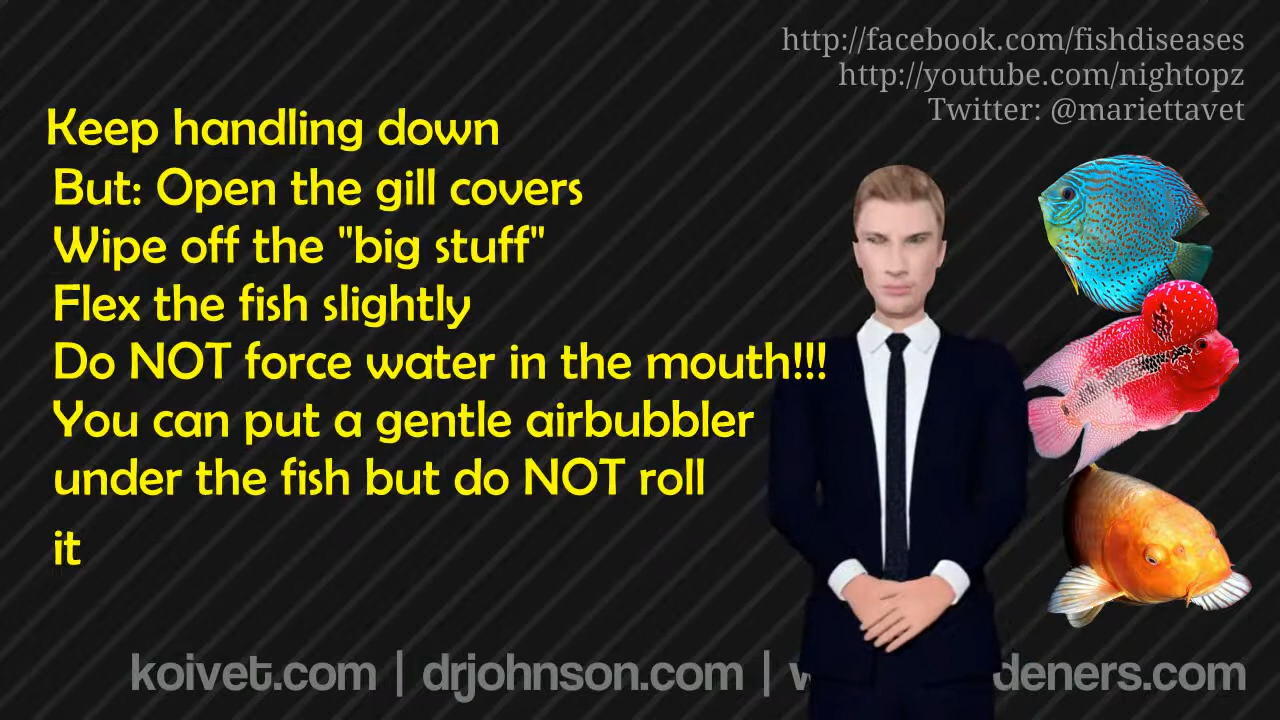 http://facebook.com/fishdiseases
http://youtube.com/nightopz
Twitter: @mariettavet
Keep handling down
But: Open the gill covers
Wipe off the "big stuff"
Flex the fish slightly
Do NOT force water in the mouth!!!
You can put a gentle airbubbler
under the fish but do NOT roll
it
koivet.com | drjohnson.com |